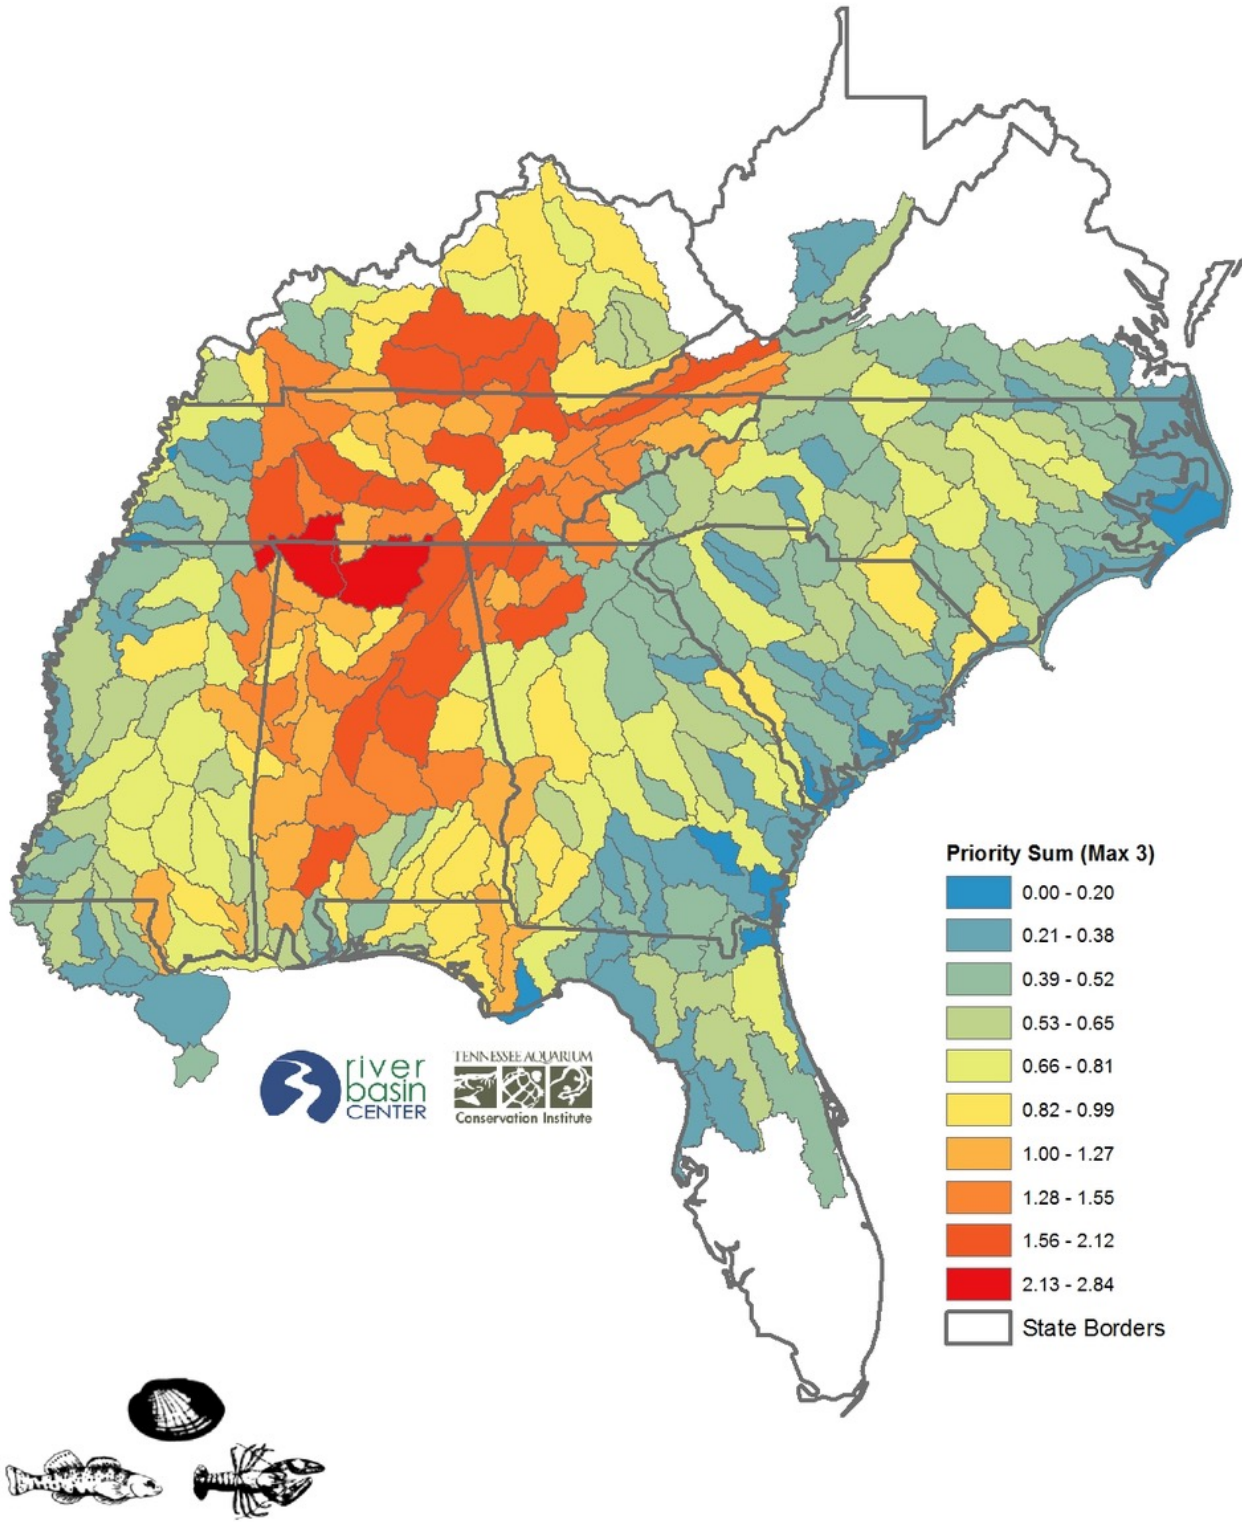 Priority Sum (Max 3)
0.00 - 0.20
0.21 - 0.38
0.39 - 0.52
0.53 - 0.65
0.66 - 0.81
0.82 - 0.99
1.00 - 1.27
1.28 - 1.55
1.56 - 2.12
2.13 - 2.84
State Borders
river
basin
CENTER
TENNESSEE AQUARIUM
Conservation Institute